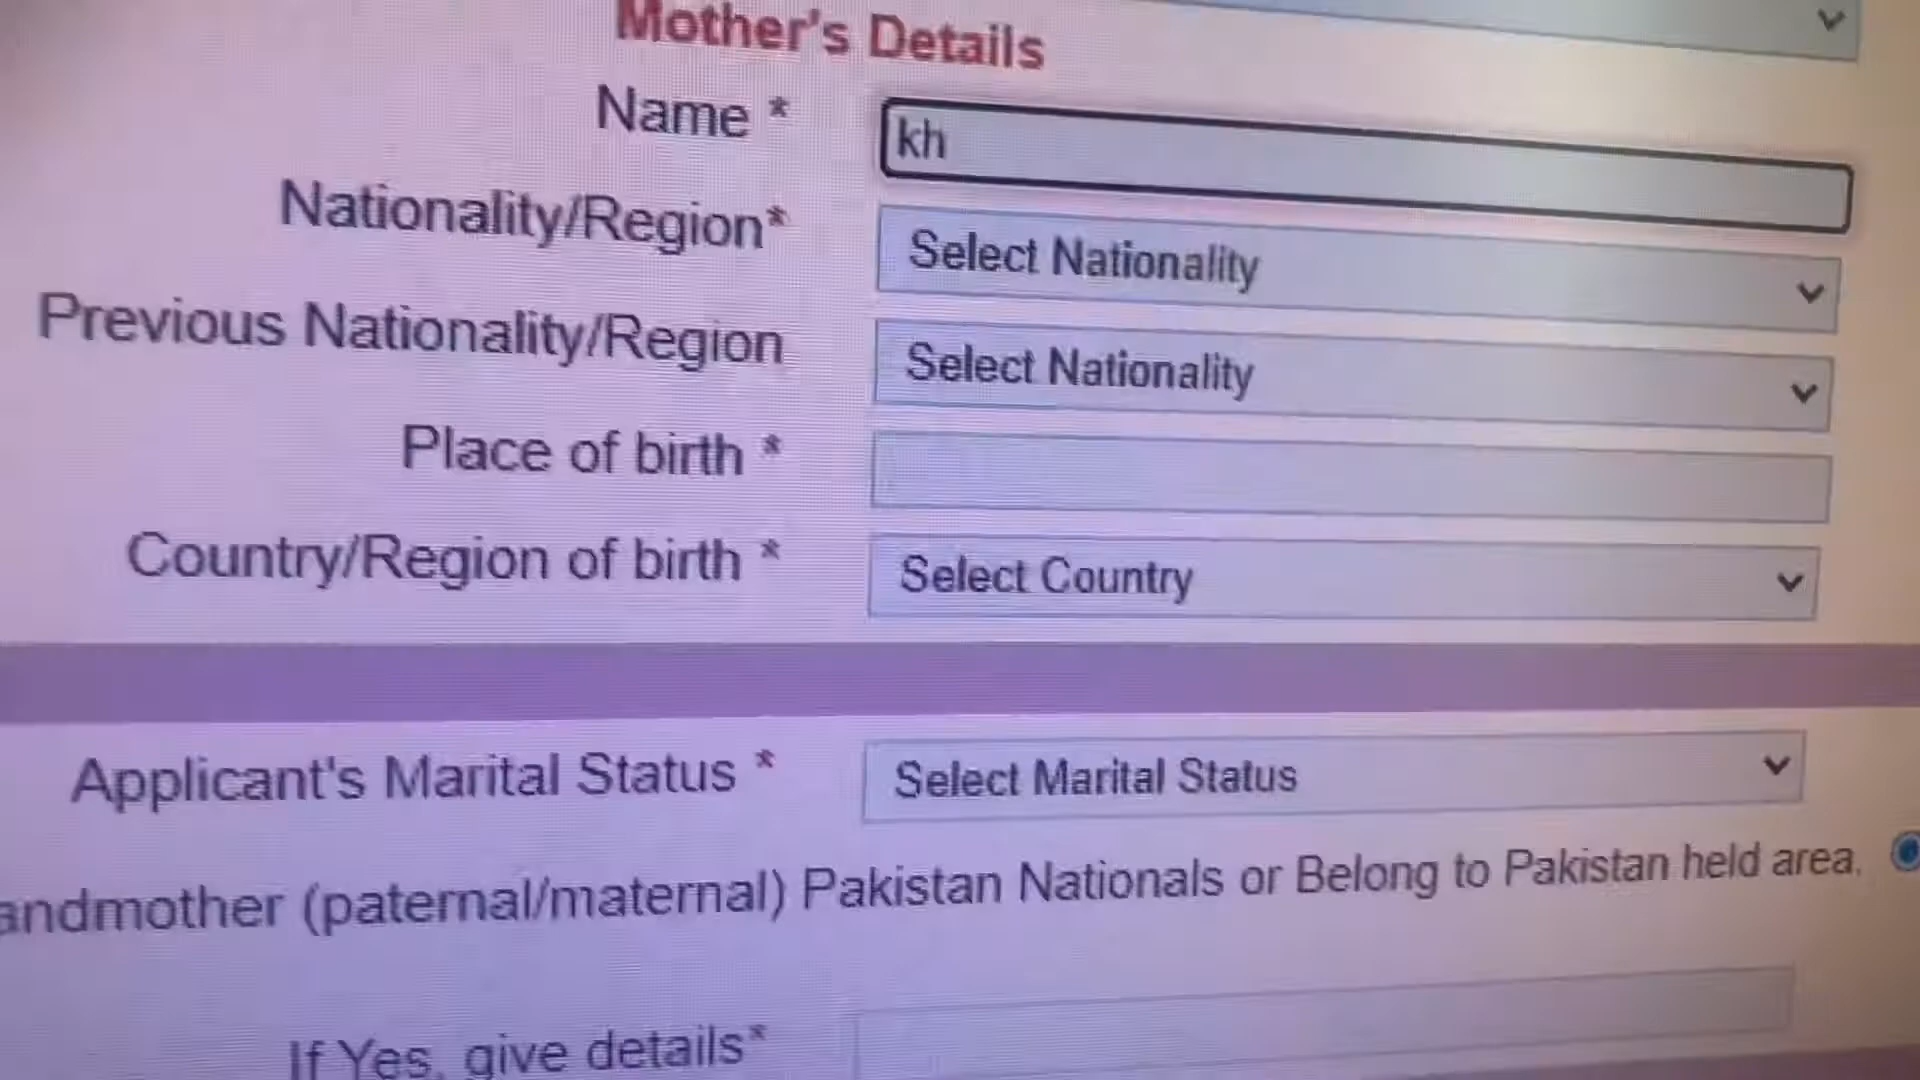 Mother's Details
Name * kh
Nationality/Region* Select Nationality
Previous Nationality/Region Select Nationality
Place of birth *
Country/Region of birth * Select Country
Applicant's Marital Status * Select Marital Status
andmother (paternal/maternal) Pakistan Nationals or Belong to Pakistan held area.
If Yes, give details*